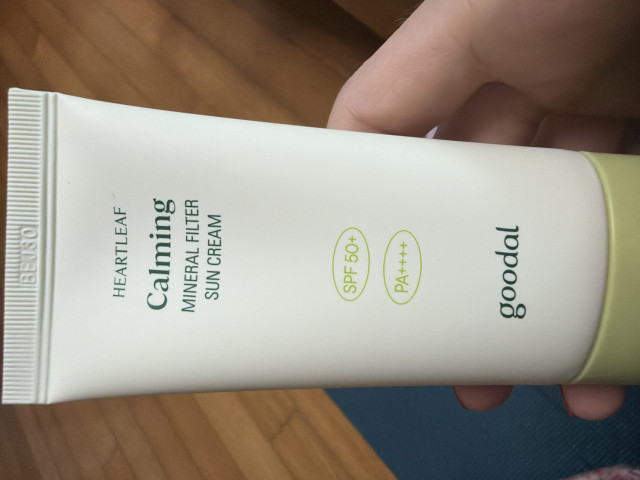 HEARTLEAF
Calming
MINERAL FILTER
SUN CREAM
SPF 50+
PA++++
goodal